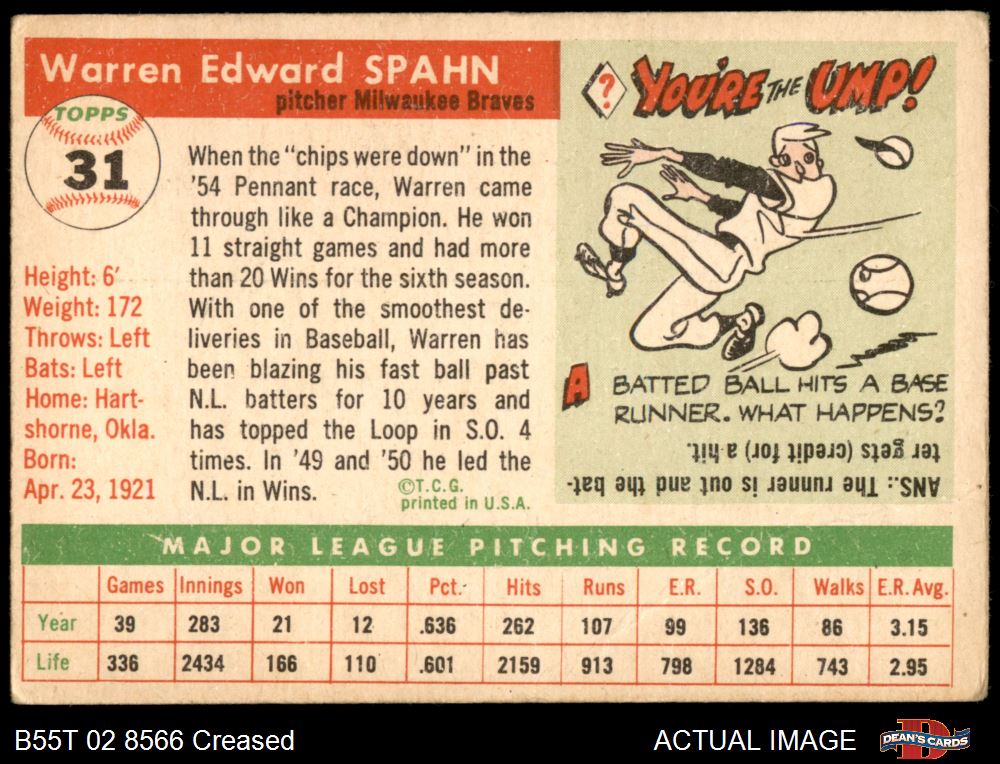 Warren Edward SPAHN
pitcher Milwaukee Braves
TOPPS
31
Height: 6'
Weight: 172
Throws: Left
Bats: Left
Home: Hart-
shorne, Okla.
Born:
Apr. 23, 1921
When the "chips were down" in the
'54 Pennant race, Warren came
through like a Champion. He won
11 straight games and had more
than 20 Wins for the sixth season.
With one of the smoothest de-
liveries in Baseball, Warren has
been blazing his fast ball past
N.L. batters for 10 years and
has topped the Loop in S.O. 4
times. In '49 and '50 he led the
N.L. in Wins.
©T.C.G.
printed in U.S.A.
? YOU'RE THE UMP!
A BATTED BALL HITS A BASE
RUNNER. WHAT HAPPENS?
ANS.: The runner is out and the bat-
ter gets (credit for) a hit.
MAJOR LEAGUE PITCHING RECORD
Games Innings Won Lost Pct. Hits Runs E.R. S.O. Walks E.R. Avg.
Year 39 283 21 12 .636 262 107 99 136 86 3.15
Life 336 2434 166 110 .601 2159 913 798 1284 743 2.95
B55T 02 8566 Creased
ACTUAL IMAGE
D
DEAN'S CARDS